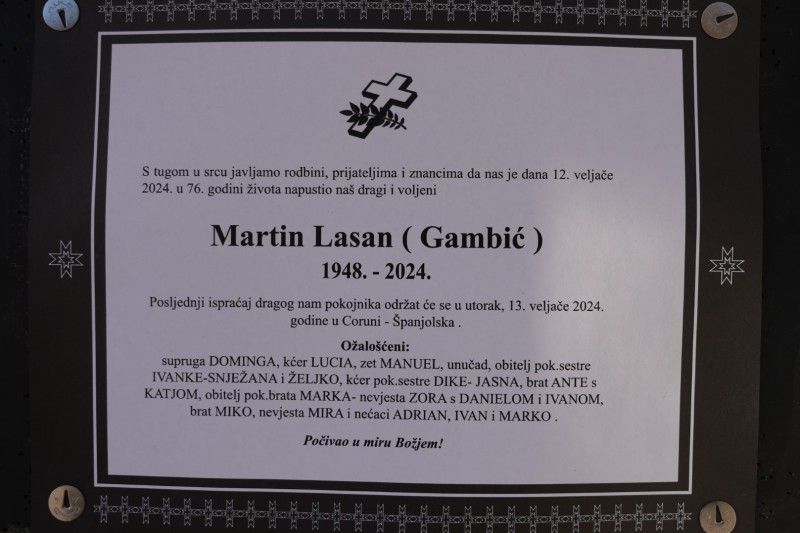 S tugom u srcu javljamo rodbini, prijateljima i znancima da nas je dana 12. veljače
2024. u 76. godini života napustio naš dragi i voljeni
Martin Lasan ( Gambić )
1948. - 2024.
Posljednji ispraćaj dragog nam pokojnika održat će se u utorak, 13. veljače 2024.
godine u Coruni - Španjolska .
Ožalošćeni:
supruga DOMINGA, kćer LUCIA, zet MANUEL, unučad, obitelj pok.sestre
IVANKE-SNJEŽANA i ŽELJKO, kćer pok.sestre DIKE- JASNA, brat ANTE s
KATJOM, obitelj pok.brata MARKA- nevjesta ZORA s DANIELOM i IVANOM,
brat MIKO, nevjesta MIRA i nećaci ADRIAN, IVAN i MARKO .
Počivao u miru Božjem!